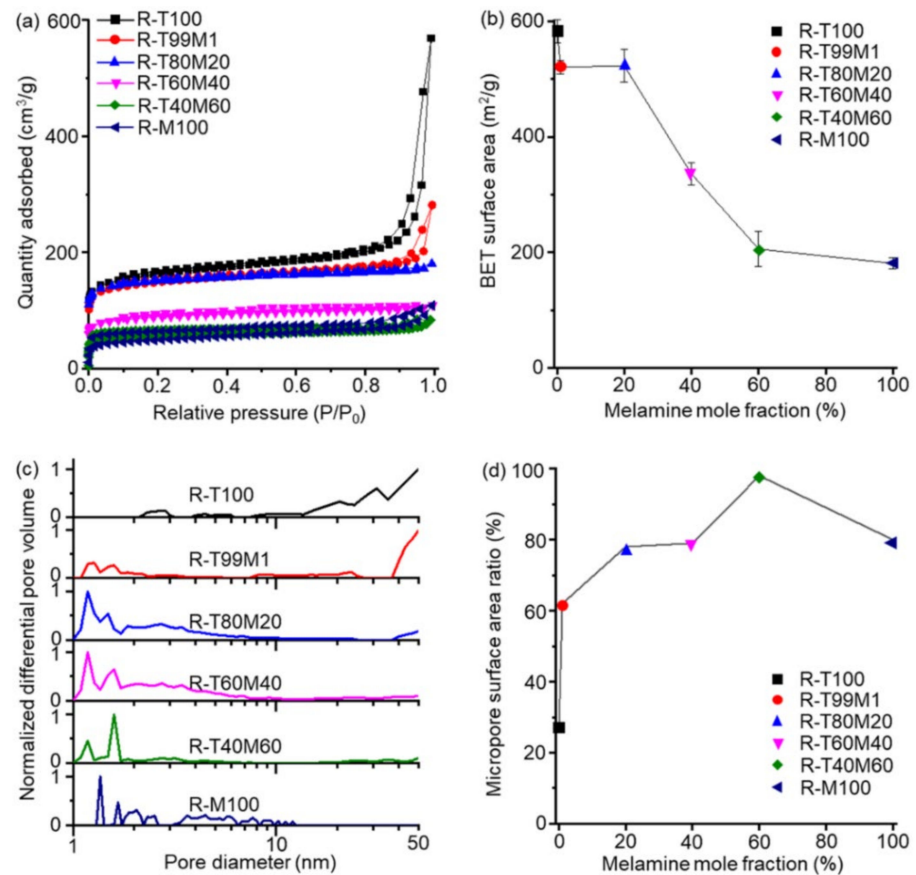 (a)
R-T100
R-T99M1
R-T80M20
R-T60M40
R-T40M60
R-M100
Quantity adsorbed (cm³/g)
600
400
200
0
0.0 0.2 0.4 0.6 0.8 1.0
Relative pressure (P/P₀)
(b)
R-T100
R-T99M1
R-T80M20
R-T60M40
R-T40M60
R-M100
BET surface area (m²/g)
600
400
200
0
0 20 40 60 80 100
Melamine mole fraction (%)
(c)
Normalized differential pore volume
1
0
R-T100
1
0
R-T99M1
1
0
R-T80M20
1
0
R-T60M40
1
0
R-T40M60
1
0
R-M100
1 10 50
Pore diameter (nm)
(d)
Micropore surface area ratio (%)
100
80
60
40
20
0
R-T100
R-T99M1
R-T80M20
R-T60M40
R-T40M60
R-M100
0 20 40 60 80 100
Melamine mole fraction (%)